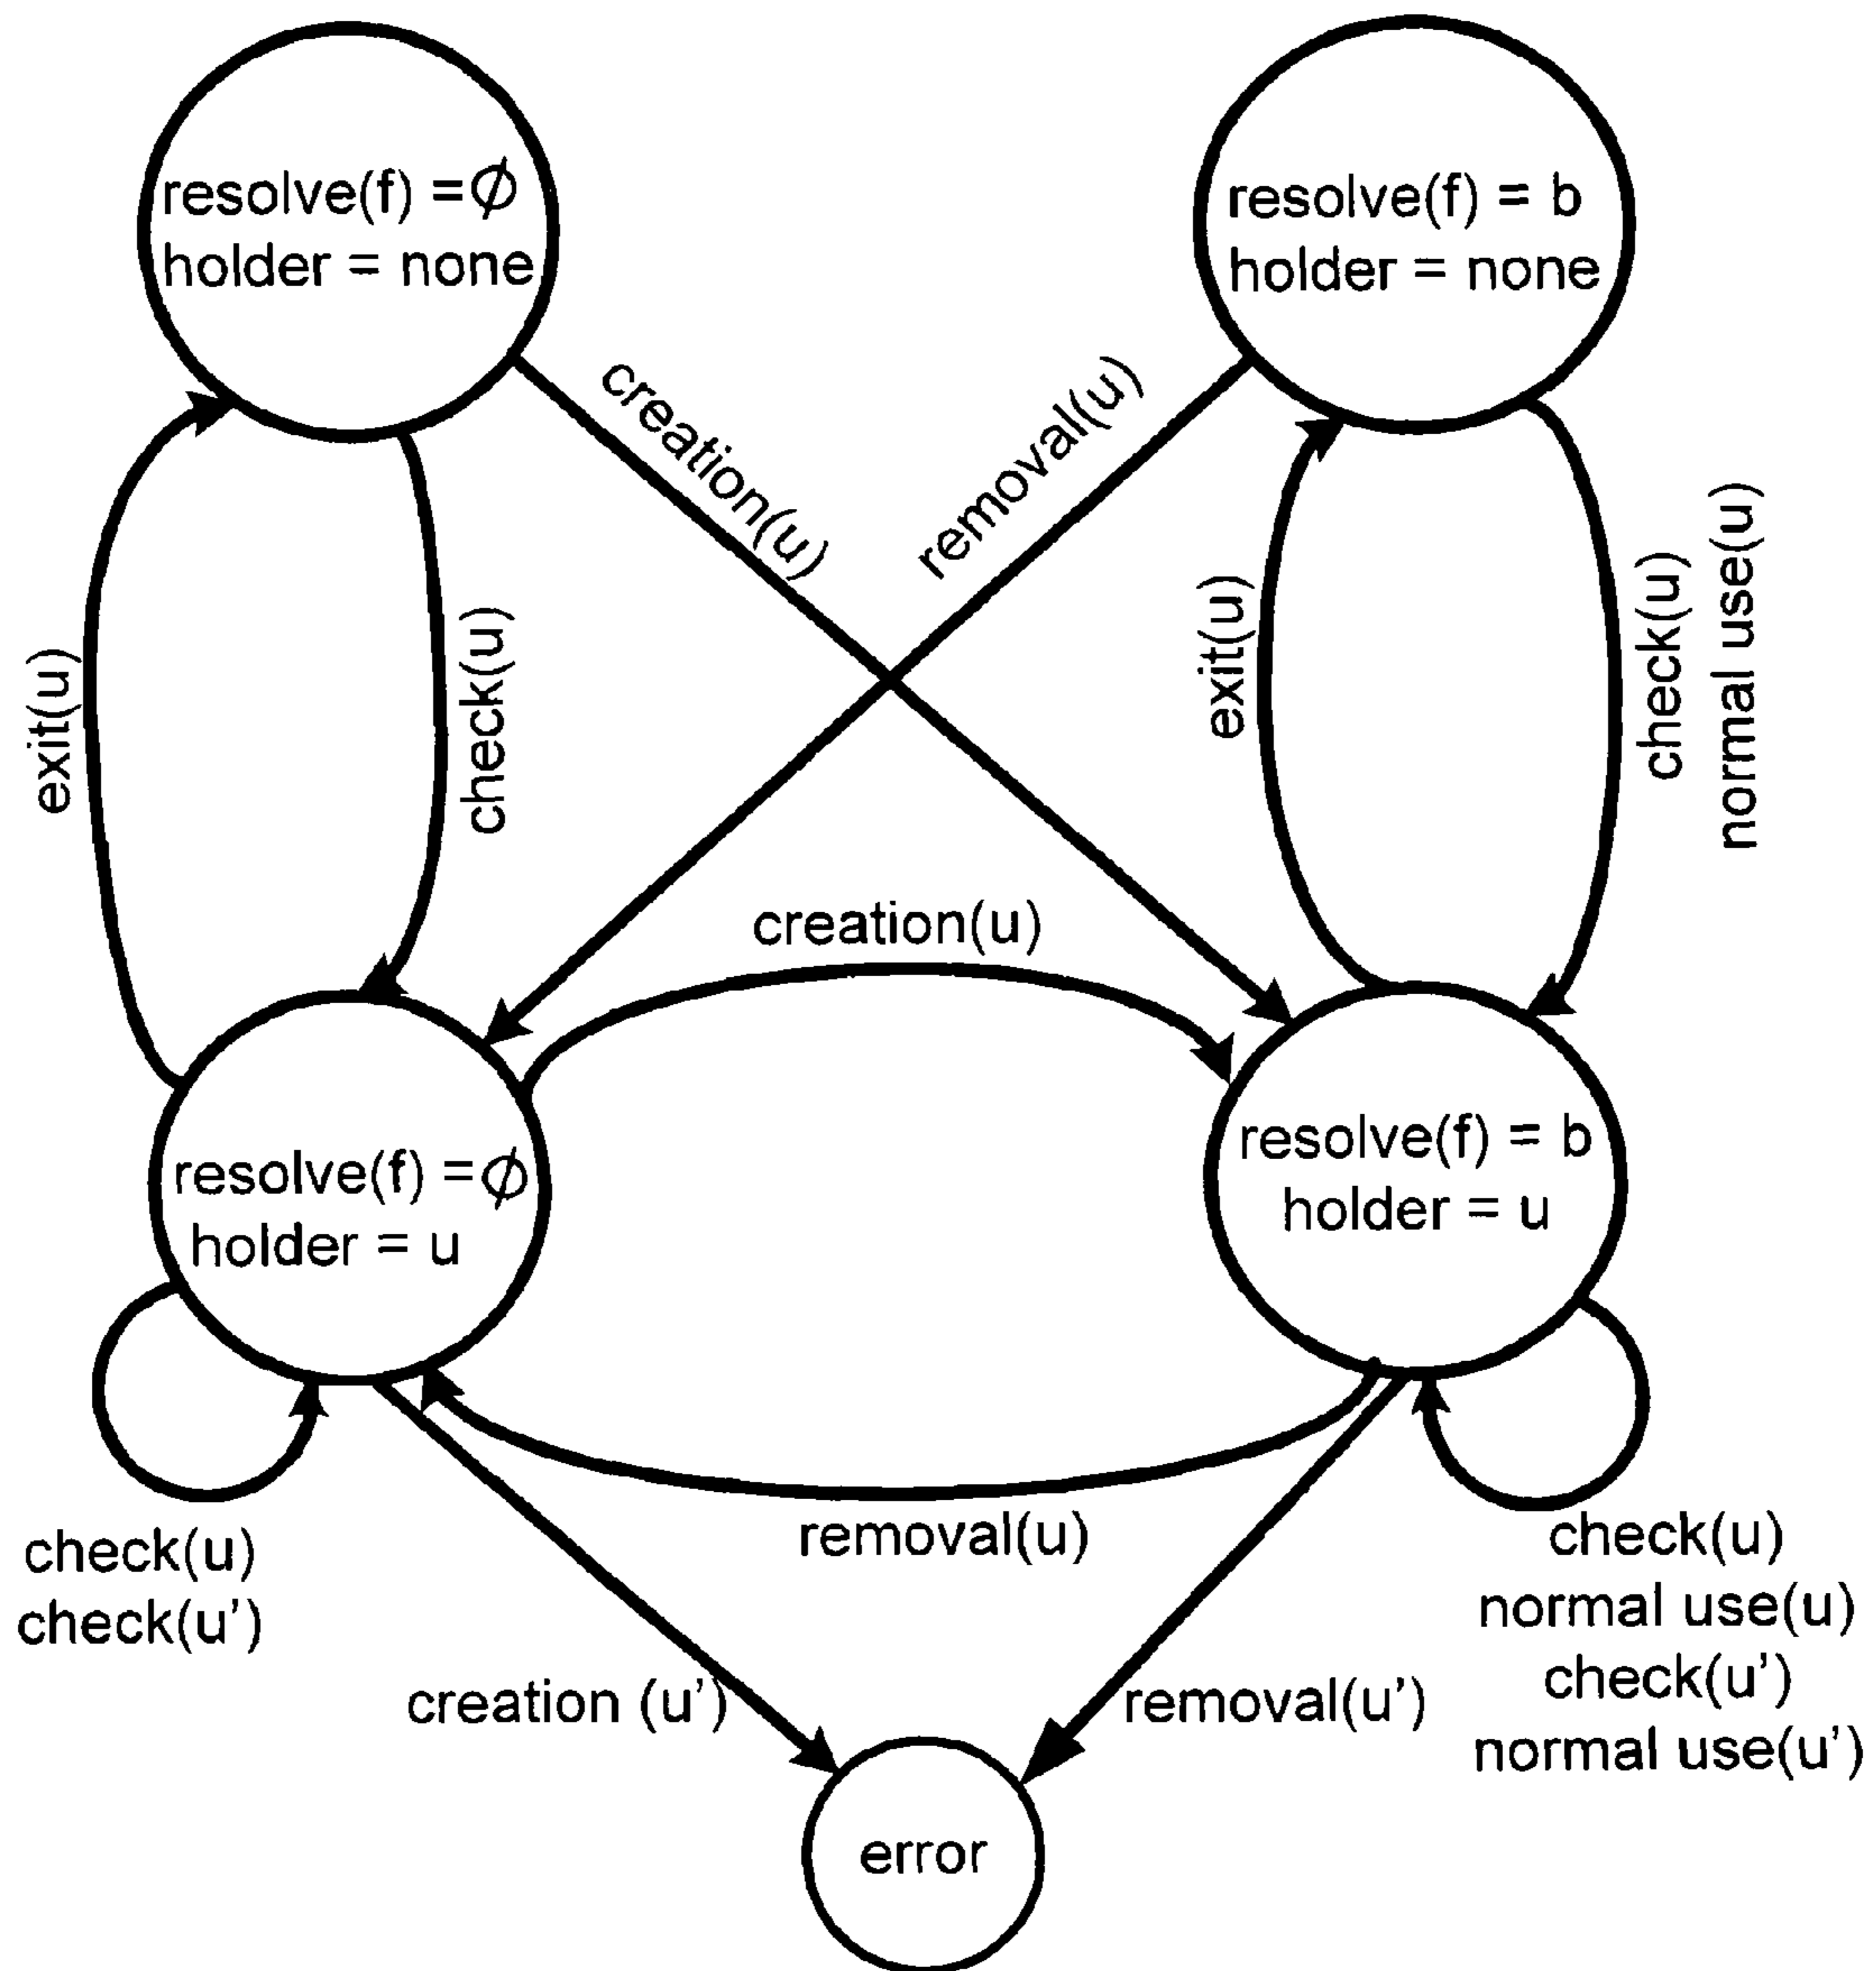 resolve(f) =∅
holder = none
resolve(f) = b
holder = none
creation(u)
removal(u)
exit(u)
check(u)
exit(u)
check(u)
normal use(u)
creation(u)
resolve(f) =∅
holder = u
resolve(f) = b
holder = u
removal(u)
check(u)
check(u’)
check(u)
normal use(u)
check(u’)
normal use(u’)
creation (u’)
removal(u’)
error